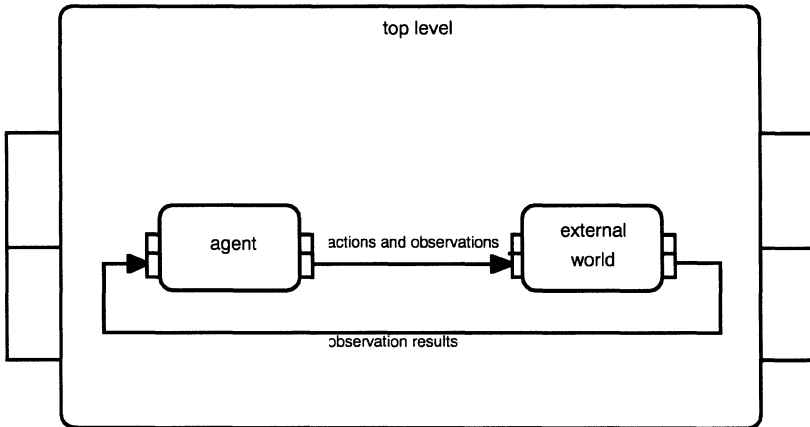 top level
agent
actions and observations
external
world
observation results